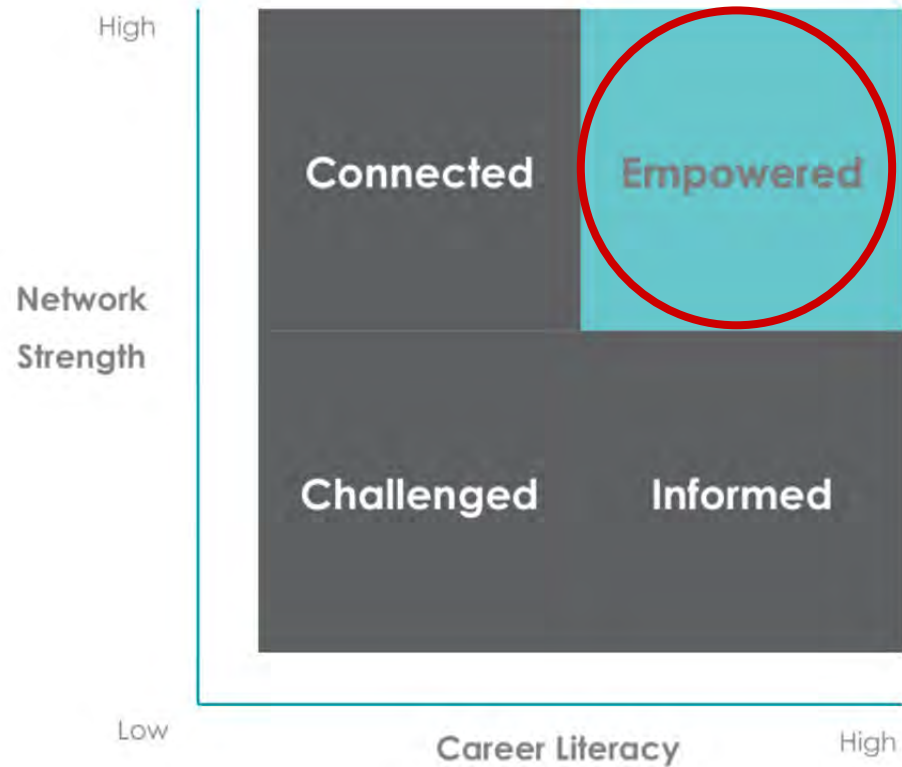 High
Connected
Empowered
Network
Strength
Challenged
Informed
Low
Career Literacy
High